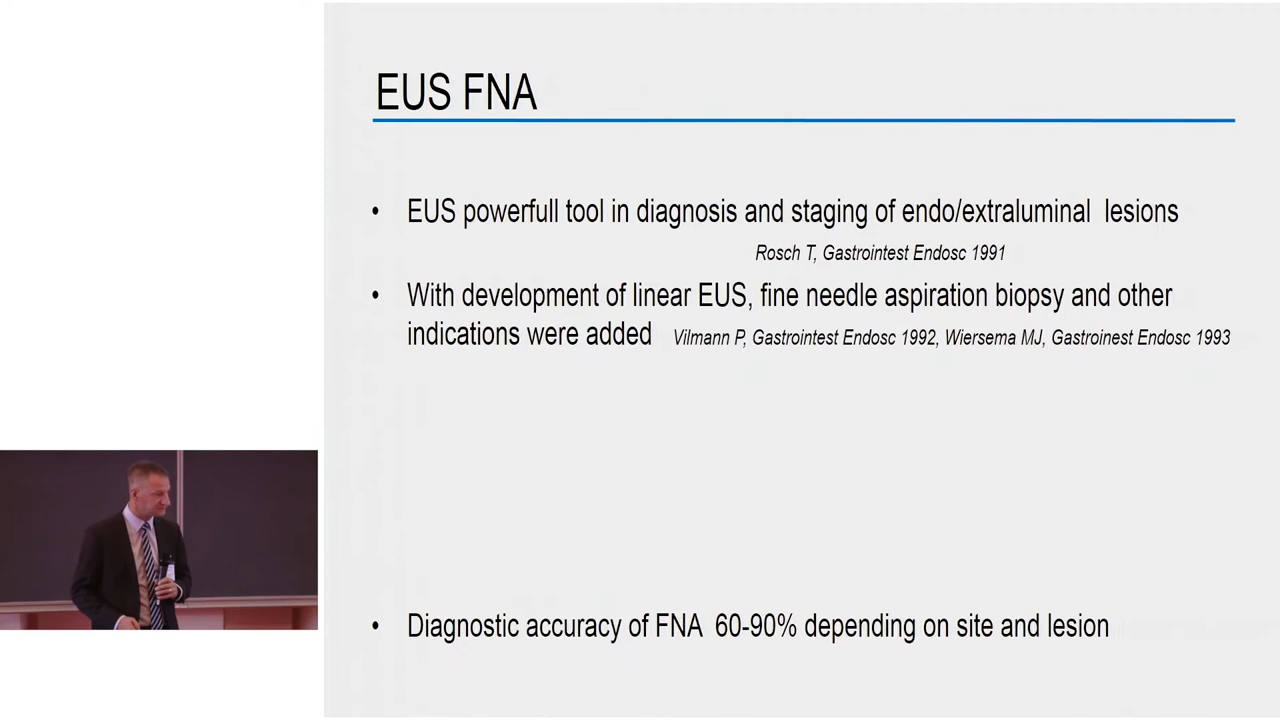 EUS FNA
• EUS powerfull tool in diagnosis and staging of endo/extraluminal lesions
Rosch T, Gastrointest Endosc 1991
• With development of linear EUS, fine needle aspiration biopsy and other
indications were added Vilmann P, Gastrointest Endosc 1992, Wiersema MJ, Gastroinest Endosc 1993
• Diagnostic accuracy of FNA 60-90% depending on site and lesion